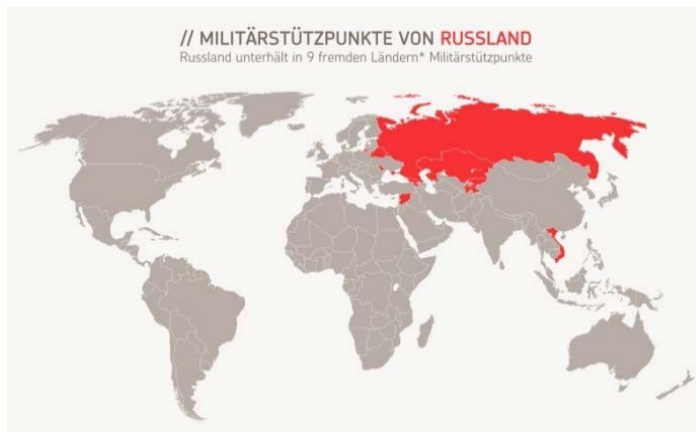 // MILITÄRSTÜTZPUNKTE VON RUSSLAND
Russland unterhält in 9 fremden Ländern* Militärstützpunkte